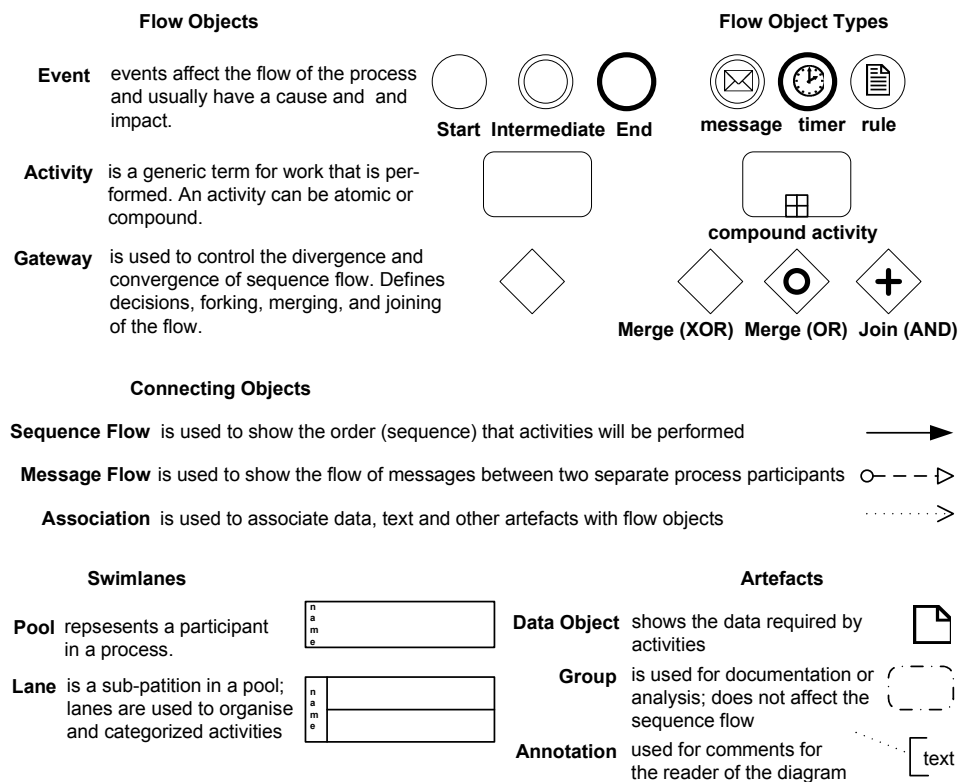 Flow Objects
Flow Object Types
Event events affect the flow of the process
and usually have a cause and  and
impact.
Start Intermediate End
message timer rule
Activity is a generic term for work that is per-
formed. An activity can be atomic or
compound.
compound activity
Gateway is used to control the divergence and
convergence of sequence flow. Defines
decisions, forking, merging, and joining
of the flow.
Merge (XOR) Merge (OR) Join (AND)
Connecting Objects
Sequence Flow is used to show the order (sequence) that activities will be performed
Message Flow is used to show the flow of messages between two separate process participants
Association is used to associate data, text and other artefacts with flow objects
Swimlanes
Pool repsesents a participant
in a process.
name
Lane is a sub-patition in a pool;
lanes are used to organise
and categorized activities
name
Artefacts
Data Object shows the data required by
activities
Group is used for documentation or
analysis; does not affect the
sequence flow
Annotation used for comments for
the reader of the diagram
text